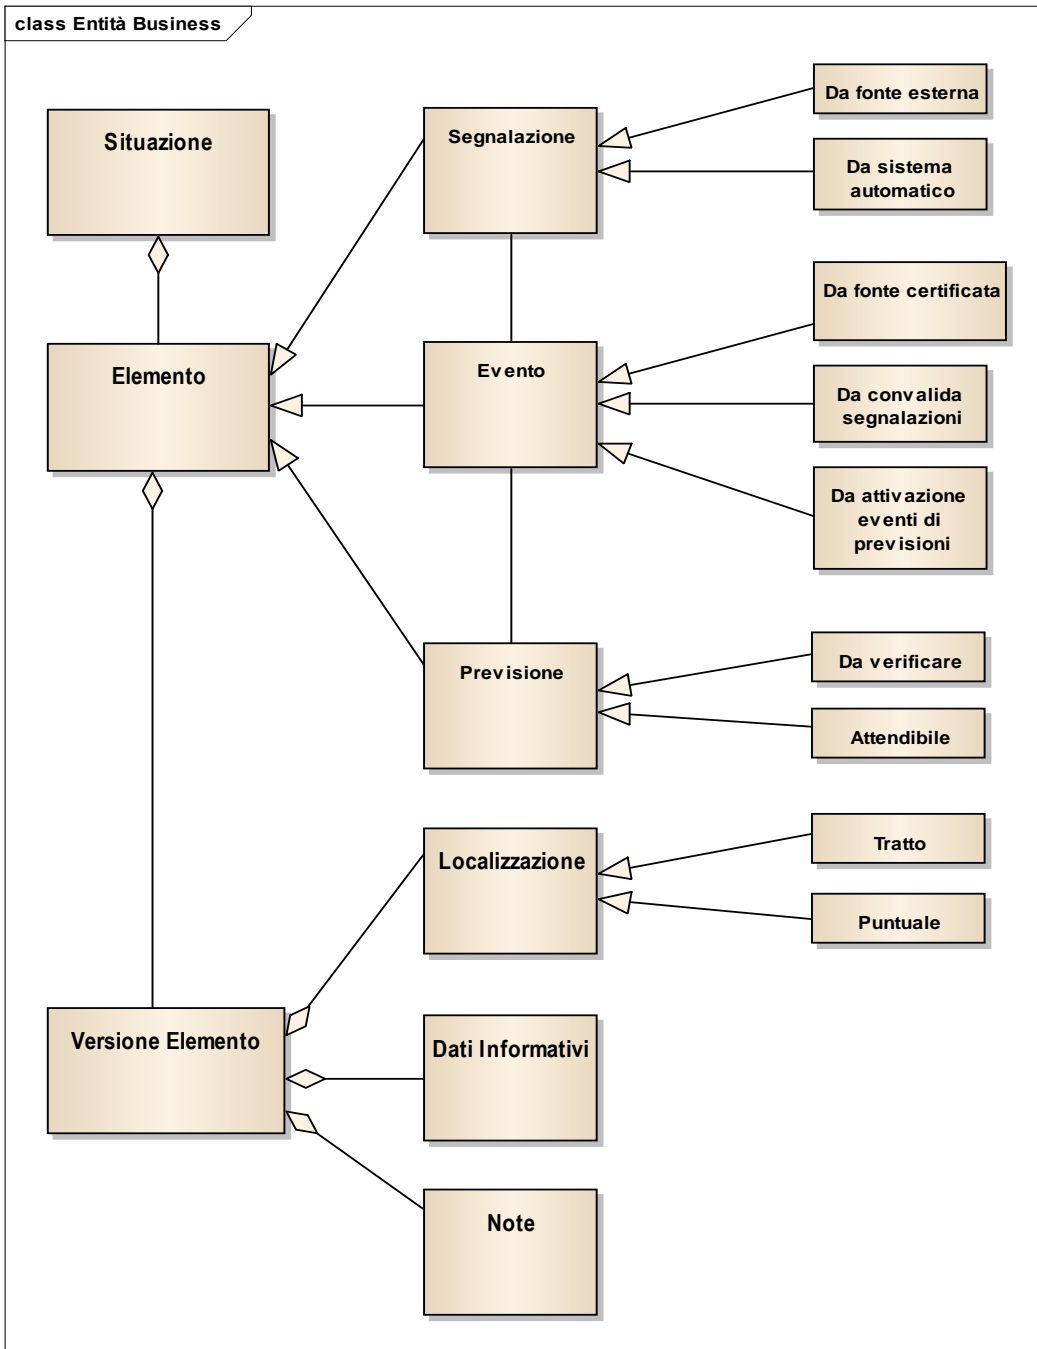 class Entità Business
Situazione
Segnalazione
Da fonte esterna
Da sistema
automatico
Elemento
Evento
Da fonte certificata
Da convalida
segnalazioni
Da attivazione
eventi di
previsioni
Previsione
Da verificare
Attendibile
Localizzazione
Tratto
Puntuale
Versione Elemento
Dati Informativi
Note